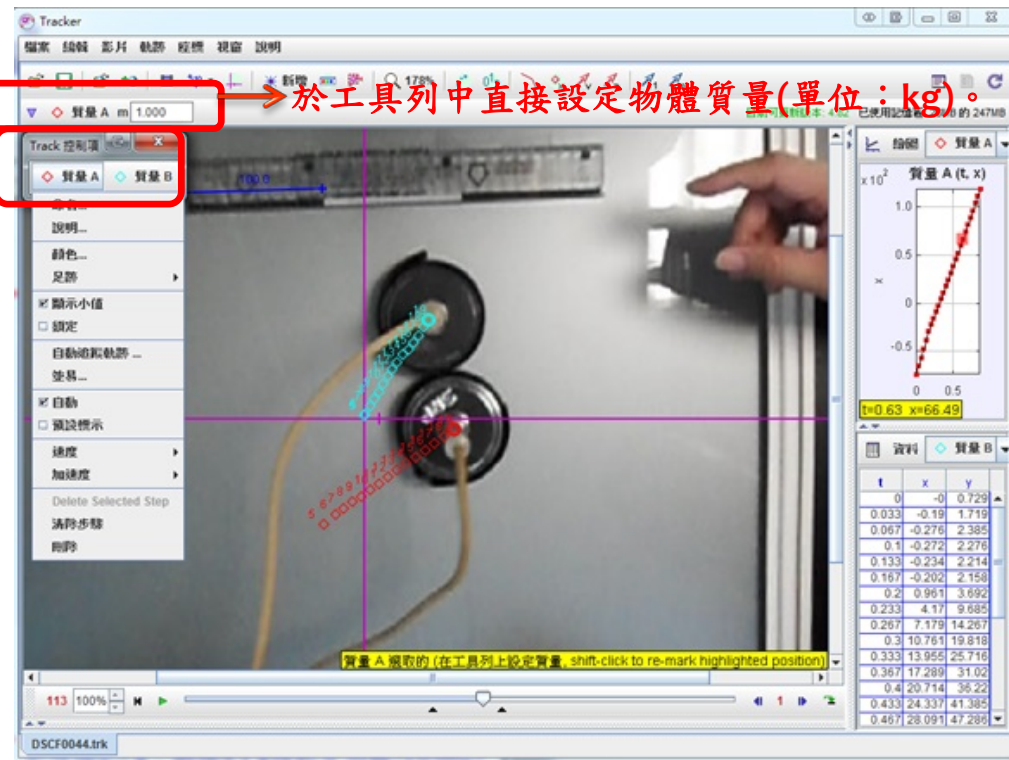 Tracker
檔案 編輯 影片 軌跡 座標 視窗 說明
新增 178%
質量 A m 1.000
於工具列中直接設定物體質量(單位：kg)。
Track 控制項
質量 A 質量 B
說明...
顏色...
足跡
顯示小值
鎖定
自動追蹤軌跡 ...
自動
預設標示
速度
加速度
Delete Selected Step
清除步驟
刪除
100.0
繪圖 質量 A
質量 A (t, x)
x10²
1.0
0.5
x
0
-0.5
0 0.5
t=0.63 x=66.49
資料 質量 B
t x y
0 -0 0.729
0.033 -0.19 1.719
0.067 -0.276 2.385
0.1 -0.272 2.276
0.133 -0.234 2.214
0.167 -0.202 2.158
0.2 0.961 3.692
0.233 4.17 9.685
0.267 7.179 14.267
0.3 10.761 19.818
0.333 13.955 25.716
0.367 17.289 31.02
0.4 20.714 36.22
0.433 24.337 41.385
0.467 28.091 47.286
質量 A 選取的 (在工具列上設定質量, shift-click to re-mark highlighted position)
113 100% 1
DSCF0044.trk